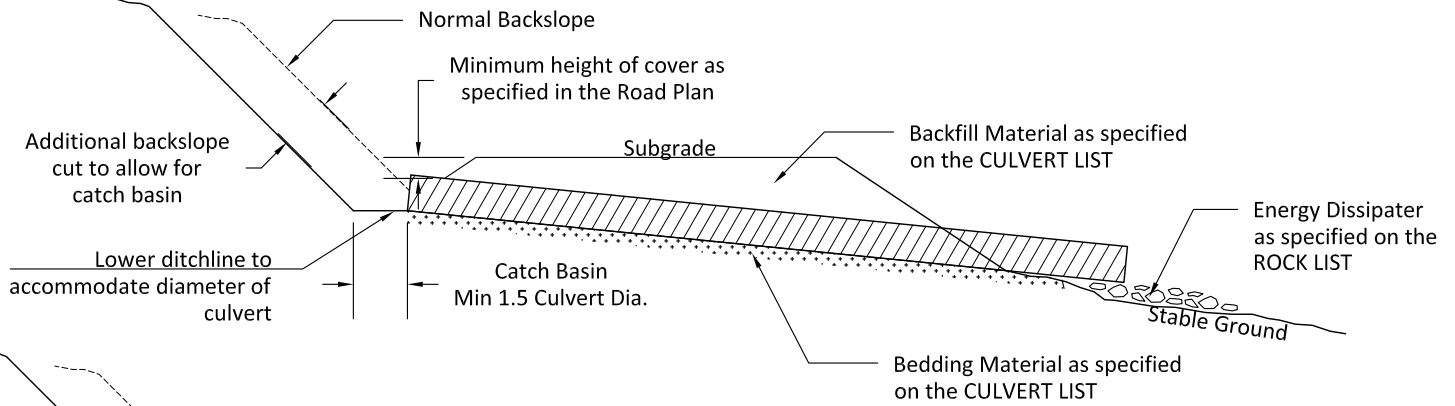 Normal Backslope
Minimum height of cover as
specified in the Road Plan
Additional backslope
cut to allow for
catch basin
Subgrade
Backfill Material as specified
on the CULVERT LIST
Energy Dissipater
as specified on the
ROCK LIST
Lower ditchline to
accommodate diameter of
culvert
Catch Basin
Min 1.5 Culvert Dia.
Stable Ground
Bedding Material as specified
on the CULVERT LIST